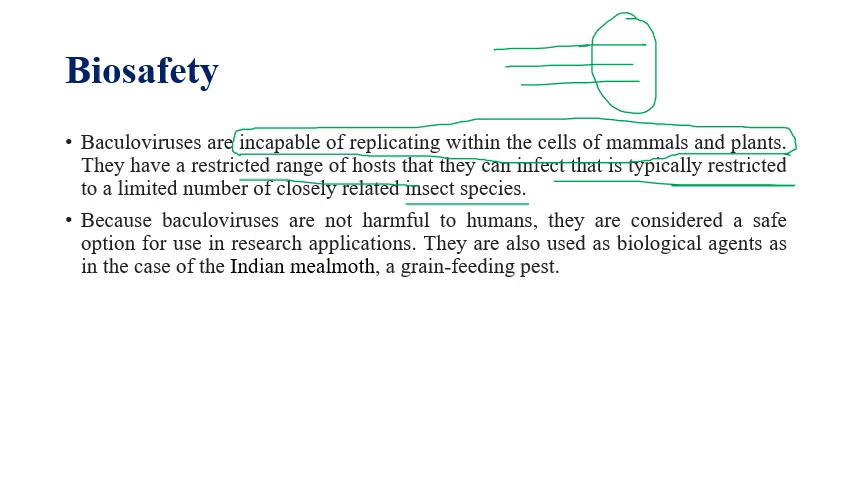 Biosafety
• Baculoviruses are incapable of replicating within the cells of mammals and plants.
They have a restricted range of hosts that they can infect that is typically restricted
to a limited number of closely related insect species.
• Because baculoviruses are not harmful to humans, they are considered a safe
option for use in research applications. They are also used as biological agents as
in the case of the Indian mealmoth, a grain-feeding pest.